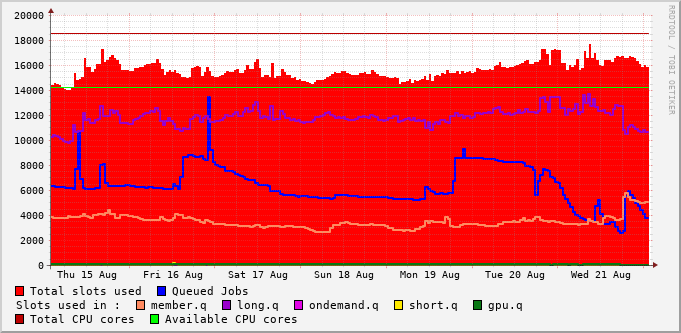 20000
18000
16000
14000
12000
10000
8000
6000
4000
2000
0
Thu 15 Aug Fri 16 Aug Sat 17 Aug Sun 18 Aug Mon 19 Aug Tue 20 Aug Wed 21 Aug
RRDTOOL / TOBI OETIKER
Total slots used Queued Jobs
Slots used in : member.q long.q ondemand.q short.q gpu.q
Total CPU cores Available CPU cores